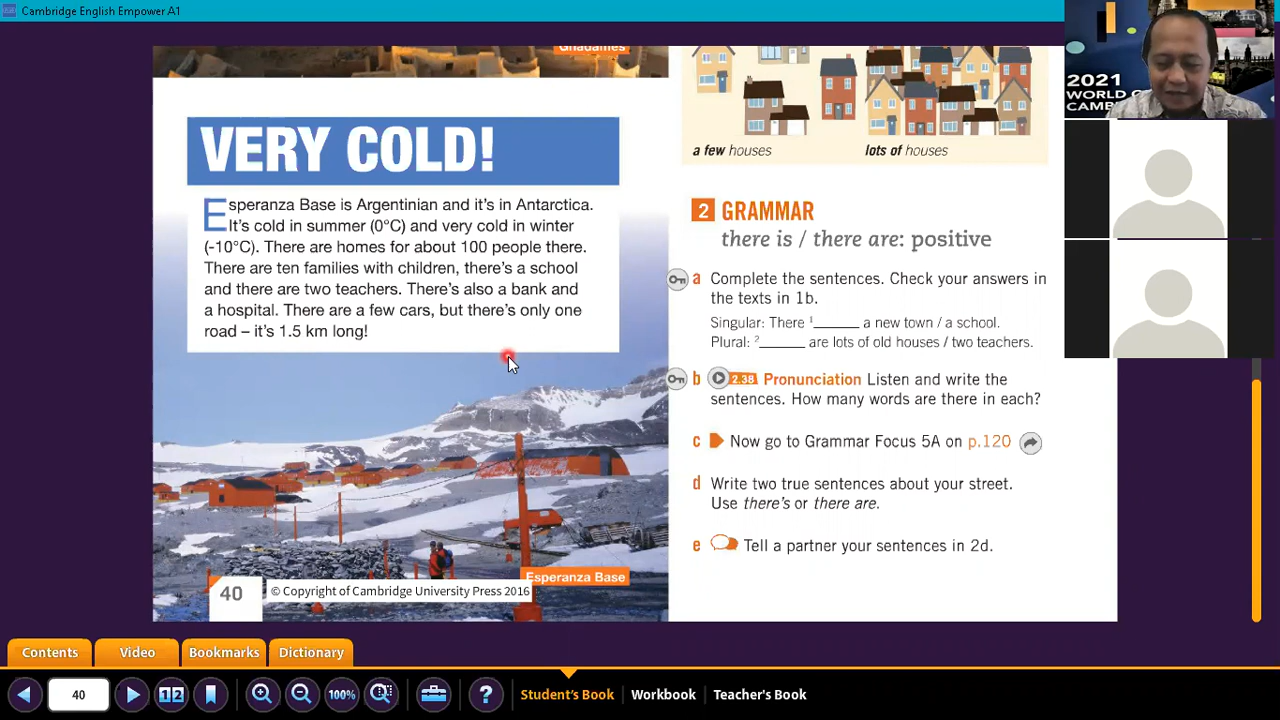 Cambridge English Empower A1
Ghadames
VERY COLD!
Esperanza Base is Argentinian and it's in Antarctica.
It's cold in summer (0°C) and very cold in winter
(-10°C). There are homes for about 100 people there.
There are ten families with children, there's a school
and there are two teachers. There's also a bank and
a hospital. There are a few cars, but there's only one
road – it's 1.5 km long!
Esperanza Base
40
© Copyright of Cambridge University Press 2016
a few houses
lots of houses
2 GRAMMAR
there is / there are: positive
a Complete the sentences. Check your answers in
the texts in 1b.
Singular: There 1______ a new town / a school.
Plural: 2______ are lots of old houses / two teachers.
b 2.38 Pronunciation Listen and write the
sentences. How many words are there in each?
c Now go to Grammar Focus 5A on p.120
d Write two true sentences about your street.
Use there's or there are.
e Tell a partner your sentences in 2d.
2021
WORLD
CAMB
Contents
Video
Bookmarks
Dictionary
40
12
100%
?
Student's Book
Workbook
Teacher's Book